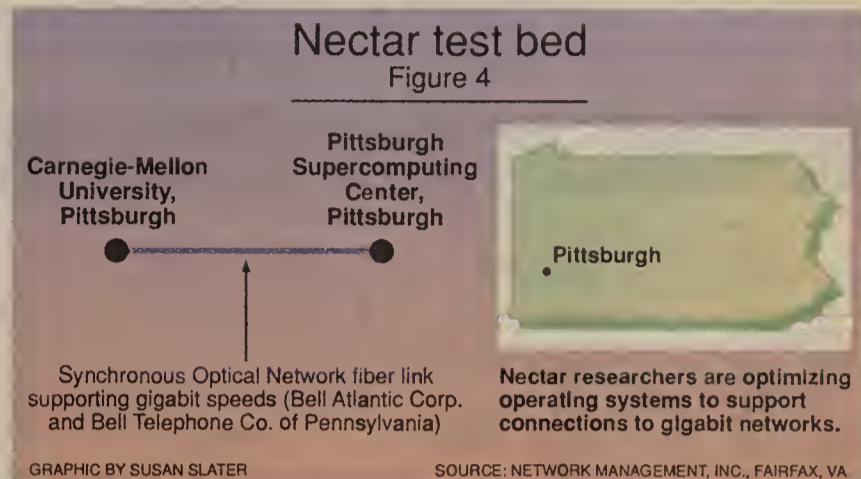 Nectar test bed
Figure 4
Carnegie-Mellon
University,
Pittsburgh
Pittsburgh
Supercomputing
Center,
Pittsburgh
Synchronous Optical Network fiber link
supporting gigabit speeds (Bell Atlantic Corp.
and Bell Telephone Co. of Pennsylvania)
Pittsburgh
Nectar researchers are optimizing
operating systems to support
connections to gigabit networks.
GRAPHIC BY SUSAN SLATER
SOURCE: NETWORK MANAGEMENT, INC., FAIRFAX, VA